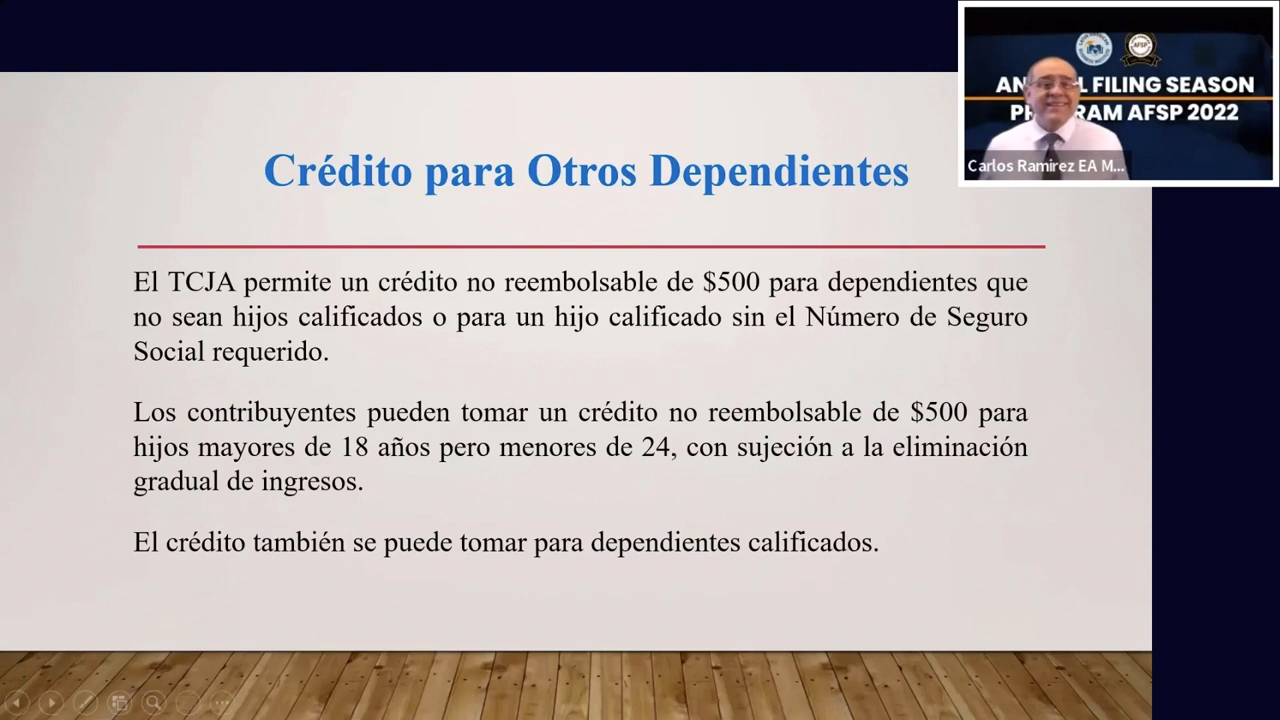 AN L FILING SEASON
PR RAM AFSP 2022
AFSP
Carlos Ramirez EA M...
Crédito para Otros Dependientes
El TCJA permite un crédito no reembolsable de $500 para dependientes que
no sean hijos calificados o para un hijo calificado sin el Número de Seguro
Social requerido.
Los contribuyentes pueden tomar un crédito no reembolsable de $500 para
hijos mayores de 18 años pero menores de 24, con sujeción a la eliminación
gradual de ingresos.
El crédito también se puede tomar para dependientes calificados.